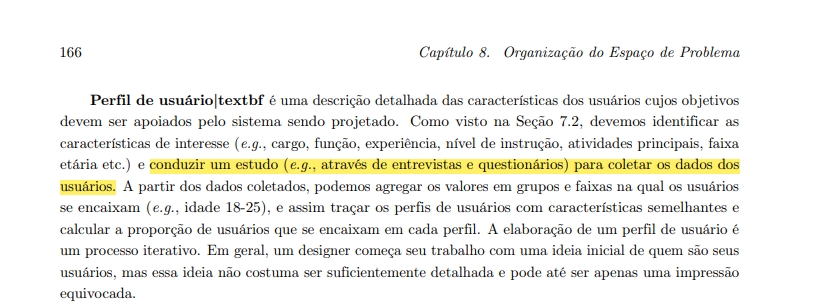 166
Capítulo 8. Organização do Espaço de Problema
Perfil de usuário|textbf é uma descrição detalhada das características dos usuários cujos objetivos
devem ser apoiados pelo sistema sendo projetado. Como visto na Seção 7.2, devemos identificar as
características de interesse (e.g., cargo, função, experiência, nível de instrução, atividades principais, faixa
etária etc.) e conduzir um estudo (e.g., através de entrevistas e questionários) para coletar os dados dos
usuários. A partir dos dados coletados, podemos agregar os valores em grupos e faixas na qual os usuários
se encaixam (e.g., idade 18-25), e assim traçar os perfis de usuários com características semelhantes e
calcular a proporção de usuários que se encaixam em cada perfil. A elaboração de um perfil de usuário é
um processo iterativo. Em geral, um designer começa seu trabalho com uma ideia inicial de quem são seus
usuários, mas essa ideia não costuma ser suficientemente detalhada e pode até ser apenas uma impressão
equivocada.